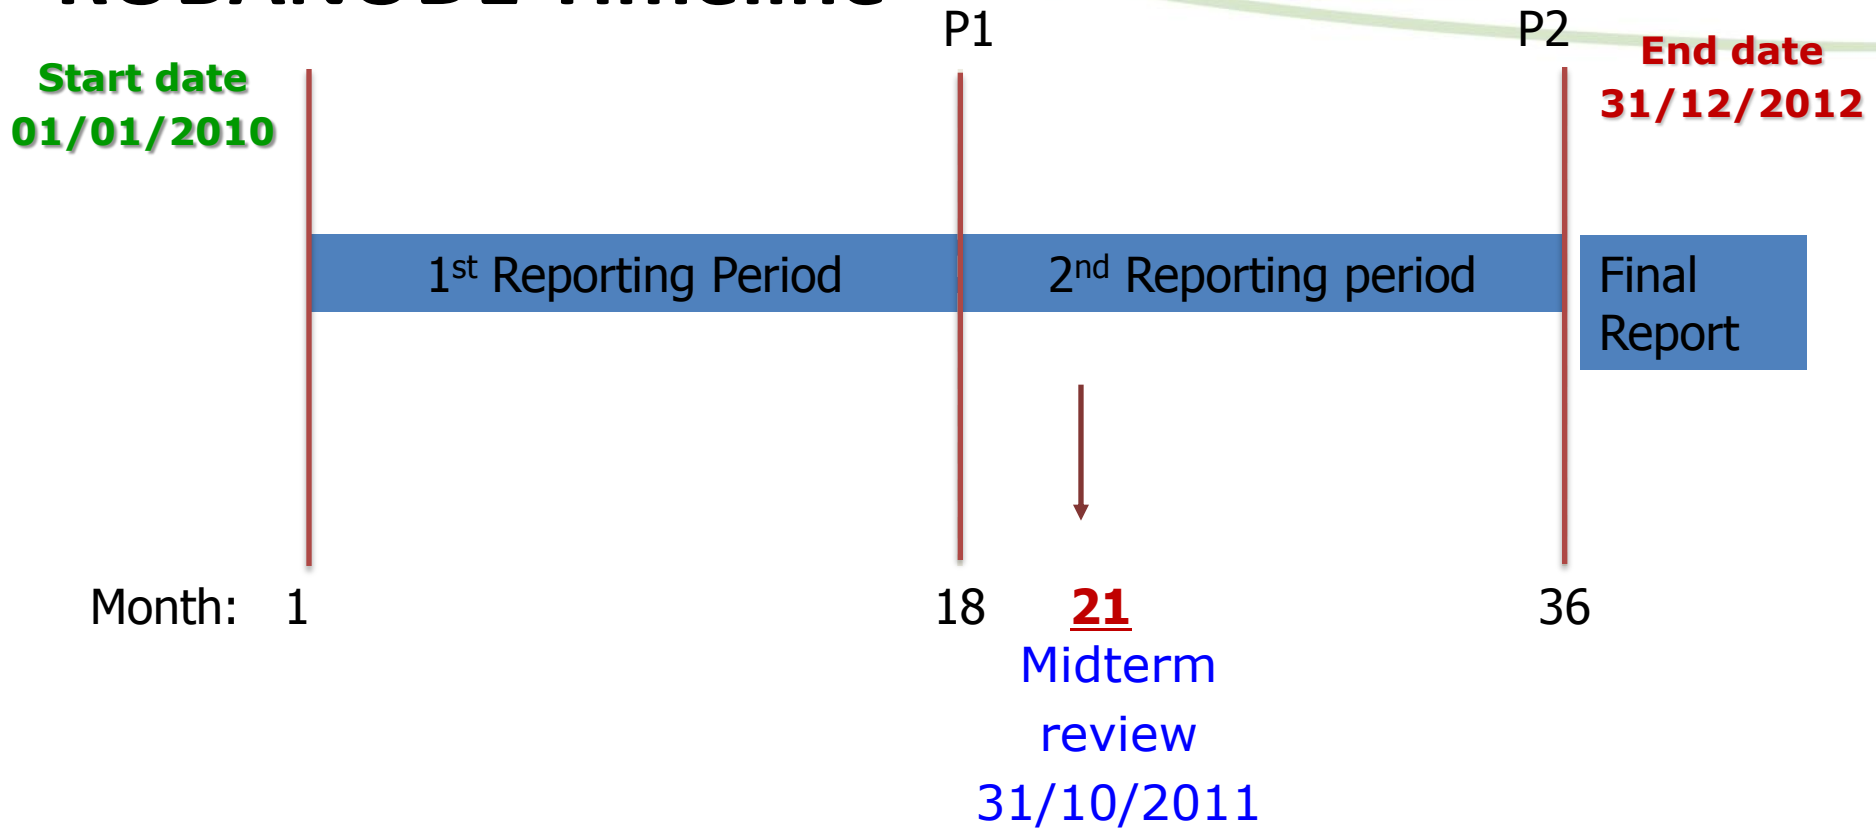 P1
P2
Start date
01/01/2010
End date
31/12/2012
1st Reporting Period
2nd Reporting period
Final
Report
Month: 1
18
21
36
Midterm
review
31/10/2011